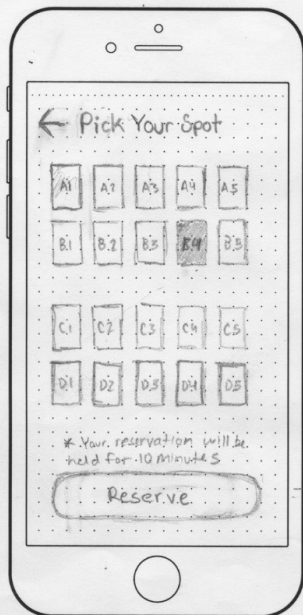 ← Pick Your Spot
A1 A2 A3 A4 A5
B1 B2 B3 B4 B5
C1 C2 C3 C4 C5
D1 D2 D3 D4 D5
* Your reservation will be
held for 10 minutes
Reserve